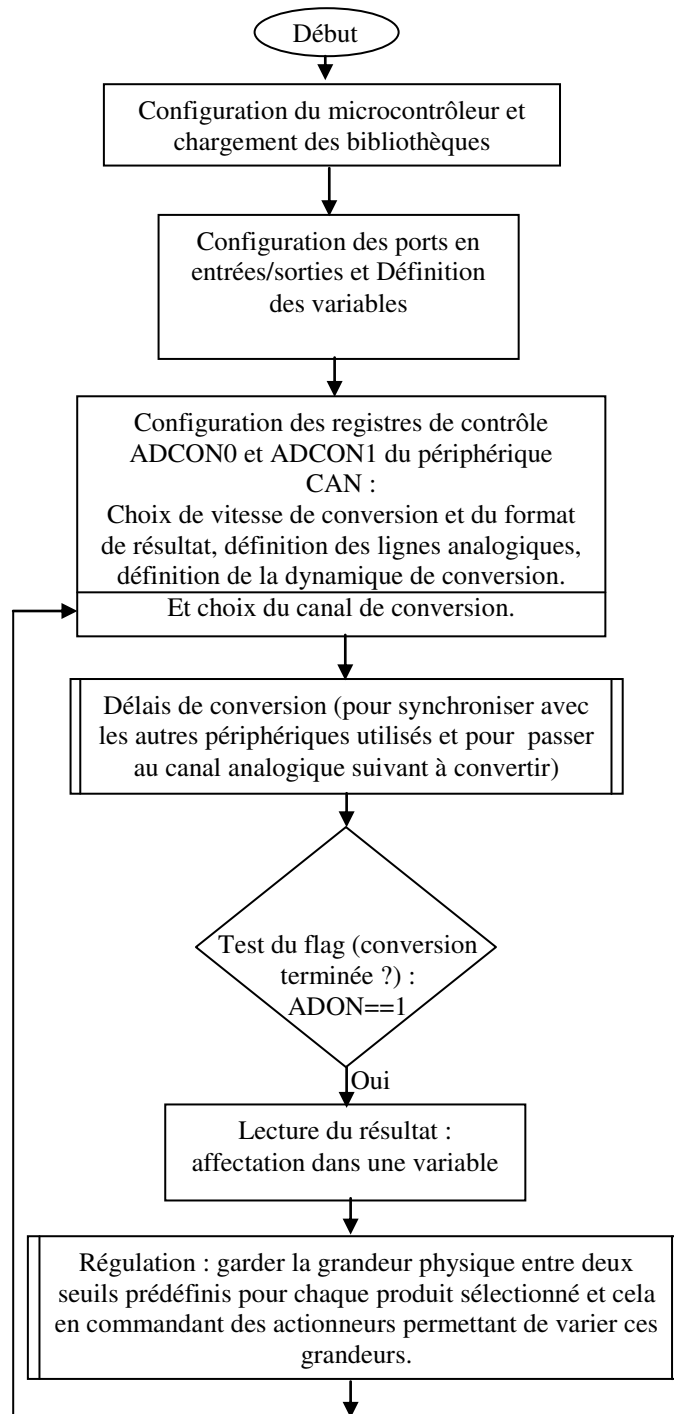 Début
Configuration du microcontrôleur et
chargement des bibliothèques
Configuration des ports en
entrées/sorties et Définition
des variables
Configuration des registres de contrôle
ADCON0 et ADCON1 du périphérique
CAN :
Choix de vitesse de conversion et du format
de résultat, définition des lignes analogiques,
définition de la dynamique de conversion.
Et choix du canal de conversion.
Délais de conversion (pour synchroniser avec
les autres périphériques utilisés et pour passer
au canal analogique suivant à convertir)
Test du flag (conversion
terminée ?) :
ADON==1
Oui
Lecture du résultat :
affectation dans une variable
Régulation : garder la grandeur physique entre deux
seuils prédéfinis pour chaque produit sélectionné et cela
en commandant des actionneurs permettant de varier ces
grandeurs.